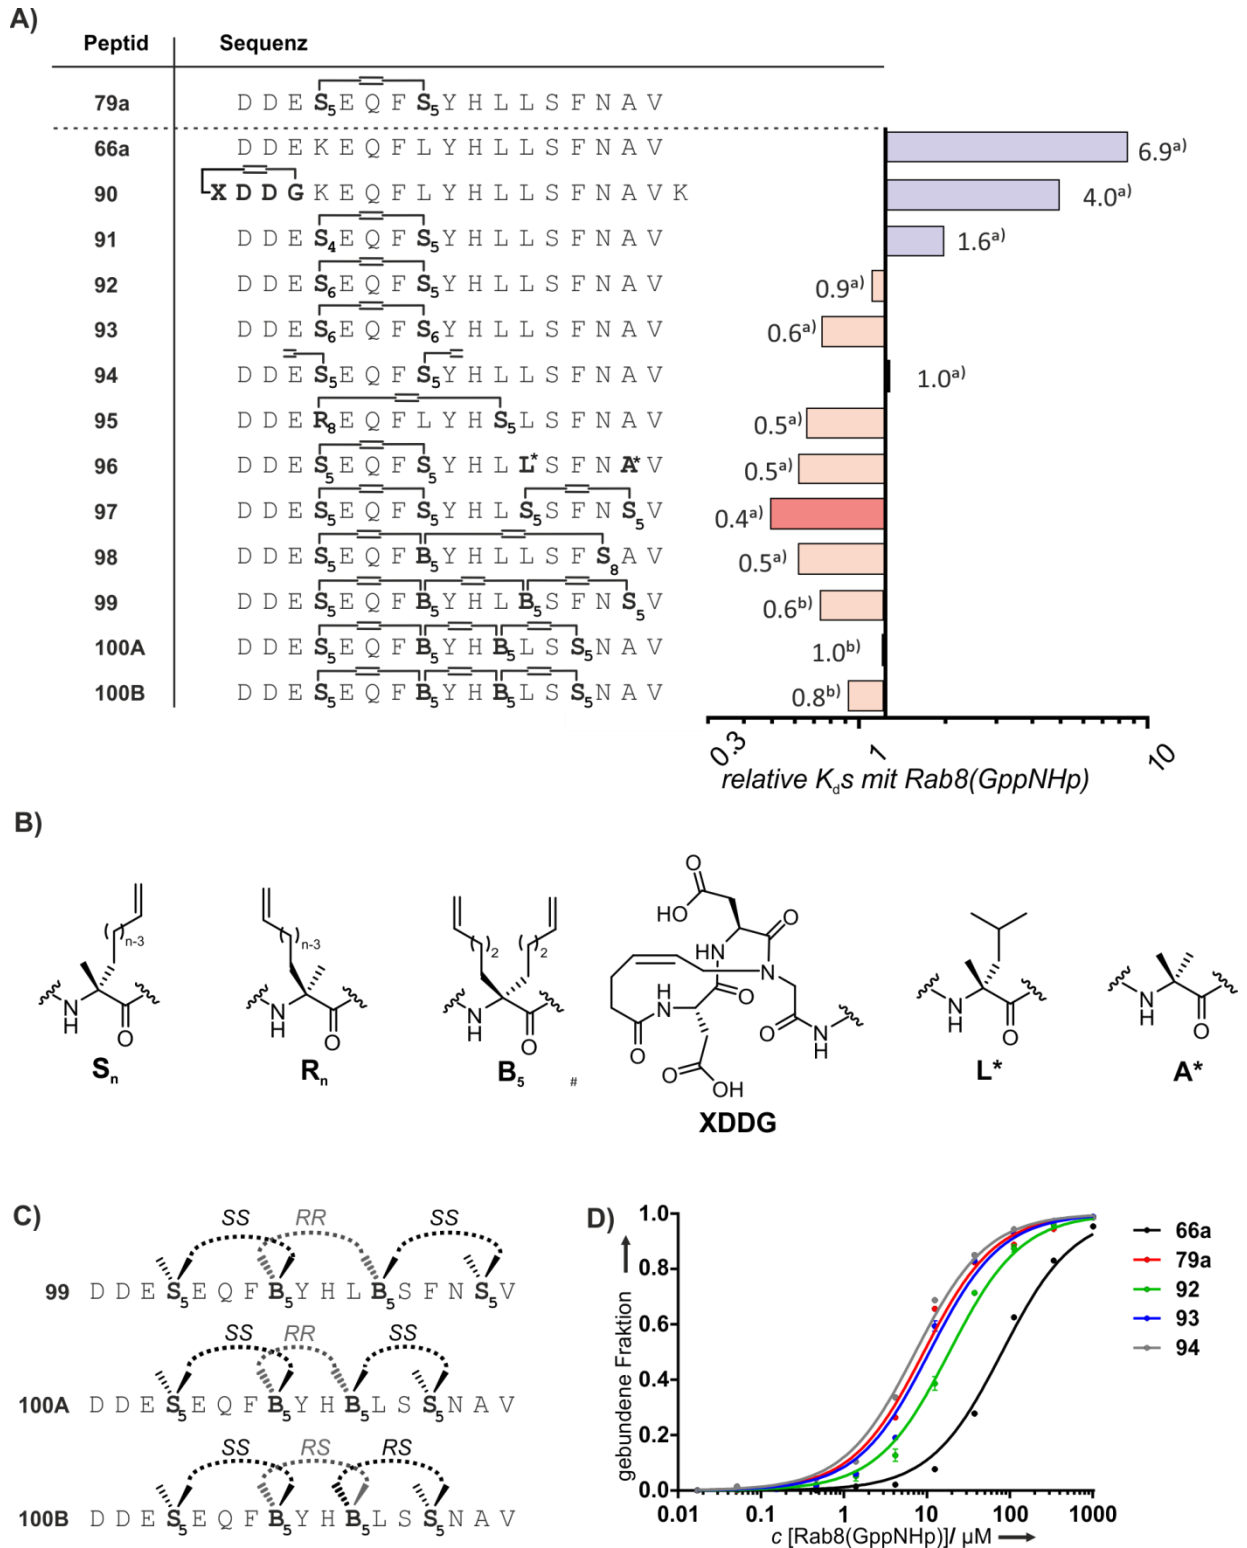 A)
Peptid Sequenz
79a D D E S5 E Q F S5 Y H L L S F N A V
66a D D E K E Q F L Y H L L S F N A V 6.9a)
90 X D D G K E Q F L Y H L L S F N A V K 4.0a)
91 D D E S4 E Q F S5 Y H L L S F N A V 1.6a)
92 D D E S6 E Q F S5 Y H L L S F N A V 0.9a)
93 D D E S6 E Q F S6 Y H L L S F N A V 0.6a)
94 D D E S5 E Q F S5 Y H L L S F N A V 1.0a)
95 D D E R8 E Q F L Y H S5 L S F N A V 0.5a)
96 D D E S5 E Q F S5 Y H L L* S F N A* V 0.5a)
97 D D E S5 E Q F S5 Y H L S5 S F N S5 V 0.4a)
98 D D E S5 E Q F B5 Y H L L S F S8 A V 0.5a)
99 D D E S5 E Q F B5 Y H L B5 S F N S5 V 0.6b)
100A D D E S5 E Q F B5 Y H B5 L S S5 N A V 1.0b)
100B D D E S5 E Q F B5 Y H B5 L S S5 N A V 0.8b)
0.3 1 10
relative Kds mit Rab8(GppNHp)
B)
( )n-3 N H O
Sn
( )n-3 N H O
Rn
( )2 ( )2 N H O
B5
#
O HO O HN N O N H O O OH O N H
XDDG
N H O
L*
N H O
A*
C)
SS RR SS
99 D D E S5 E Q F B5 Y H L B5 S F N S5 V
SS RR SS
100A D D E S5 E Q F B5 Y H B5 L S S5 N A V
SS RS RS
100B D D E S5 E Q F B5 Y H B5 L S S5 N A V
D)
gebundene Fraktion
1.0
0.8
0.6
0.4
0.2
0.0
0.01 0.1 1 10 100 1000
c [Rab8(GppNHp)]/ µM
66a
79a
92
93
94